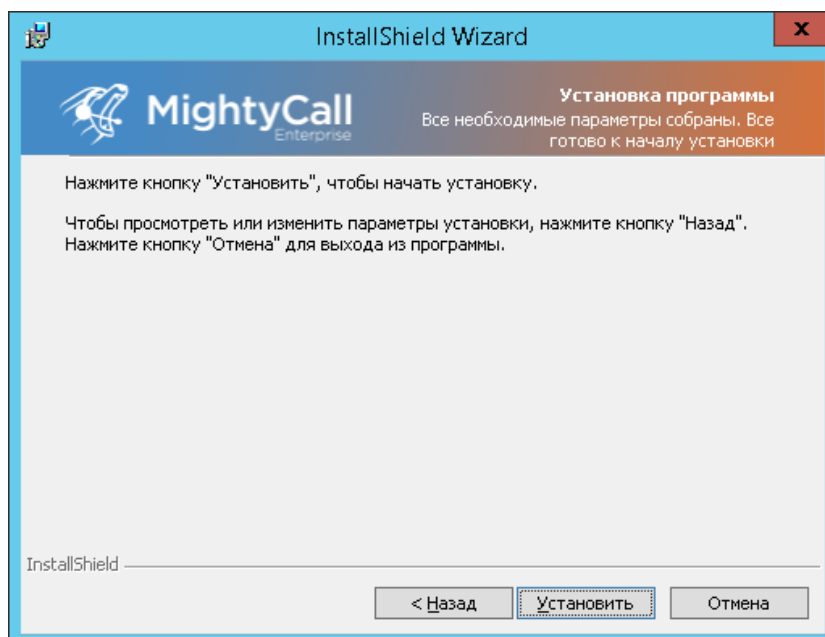 InstallShield Wizard
x
MightyCall
Enterprise
Установка программы
Все необходимые параметры собраны. Все
готово к началу установки
Нажмите кнопку "Установить", чтобы начать установку.
Чтобы просмотреть или изменить параметры установки, нажмите кнопку "Назад".
Нажмите кнопку "Отмена" для выхода из программы.
InstallShield
< Назад
Установить
Отмена